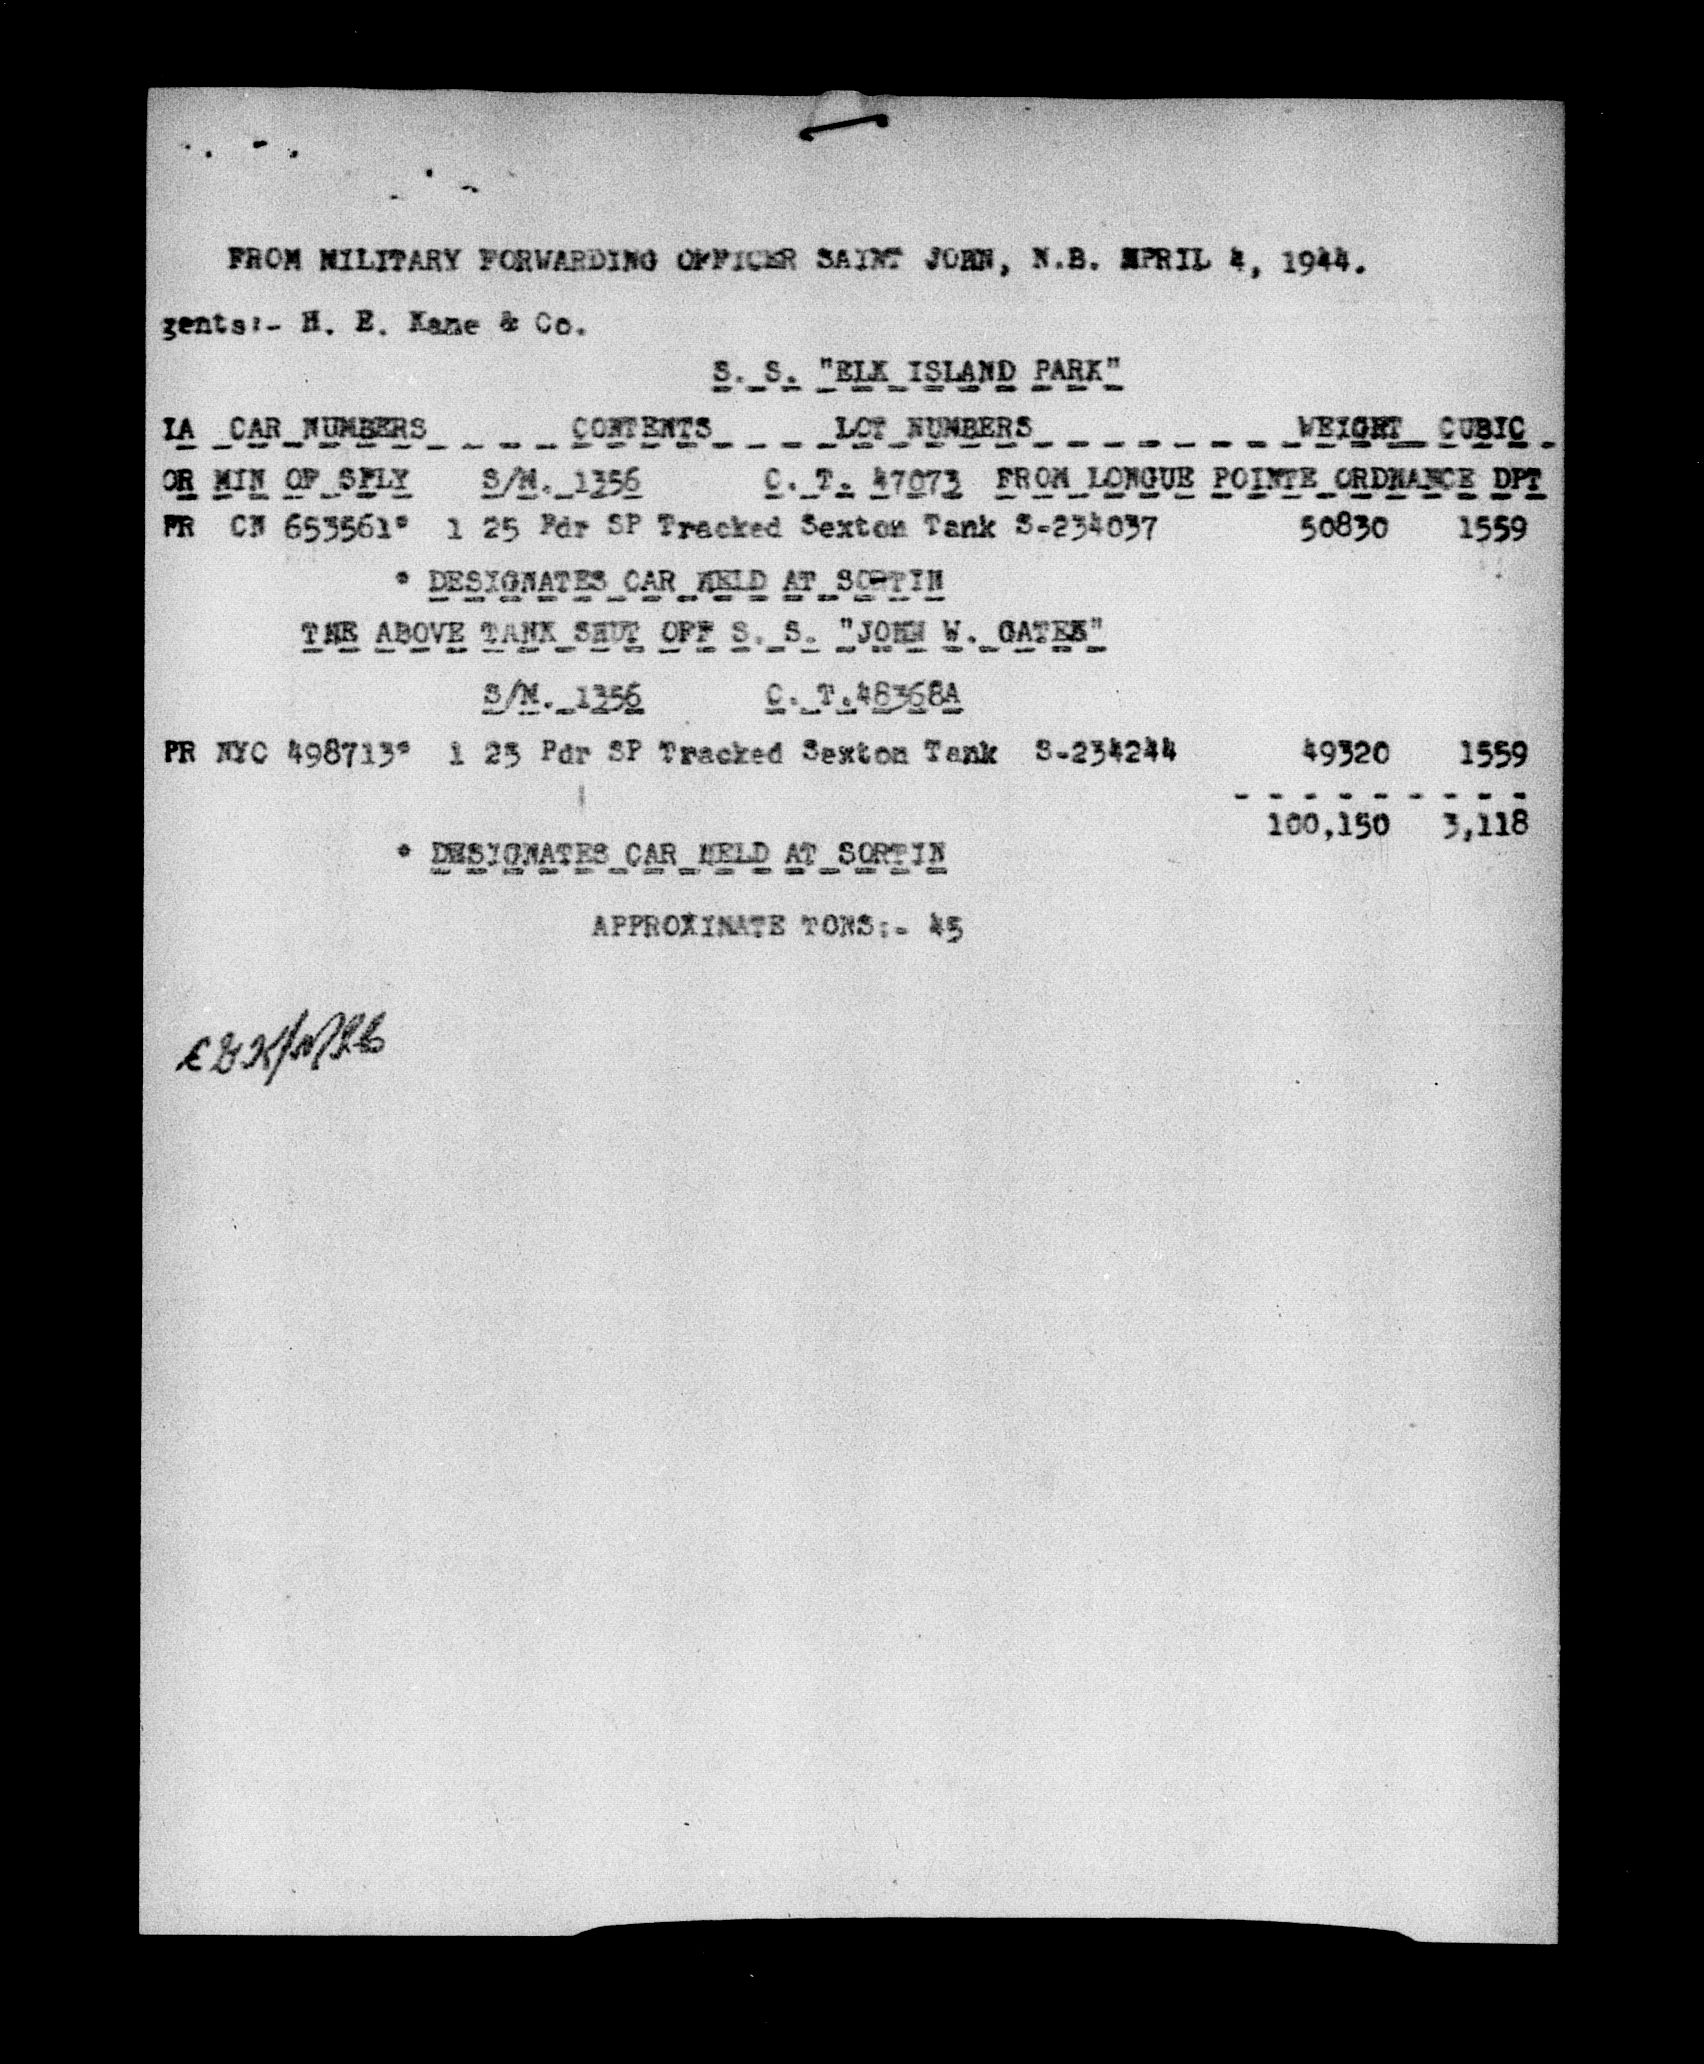 FROM MILITARY FORWARDING OFFICER SAINT JOHN, N.B. APRIL 4, 1944.
gents:- H. E. Kane & Co.
S. S. "ELK ISLAND PARK"
IA CAR NUMBERS CONTENTS LOT NUMBERS WEIGHT CUBIC
OR MIN OF SPLY S/M. 1356 C. T. 47073 FROM LONGUE POINTE ORDNANCE DPT
PR CN 653561* 1 25 Pdr SP Tracked Sexton Tank S-234037 50830 1559
* DESIGNATES CAR HELD AT SORTIN
THE ABOVE TANK SHUT OFF S. S. "JOHN W. GATES"
S/M. 1356 C. T. 48368A
PR NYC 498713* 1 25 Pdr SP Tracked Sexton Tank S-234244 49320 1559
100,150 3,118
* DESIGNATES CAR HELD AT SORTIN
APPROXIMATE TONS:- 45